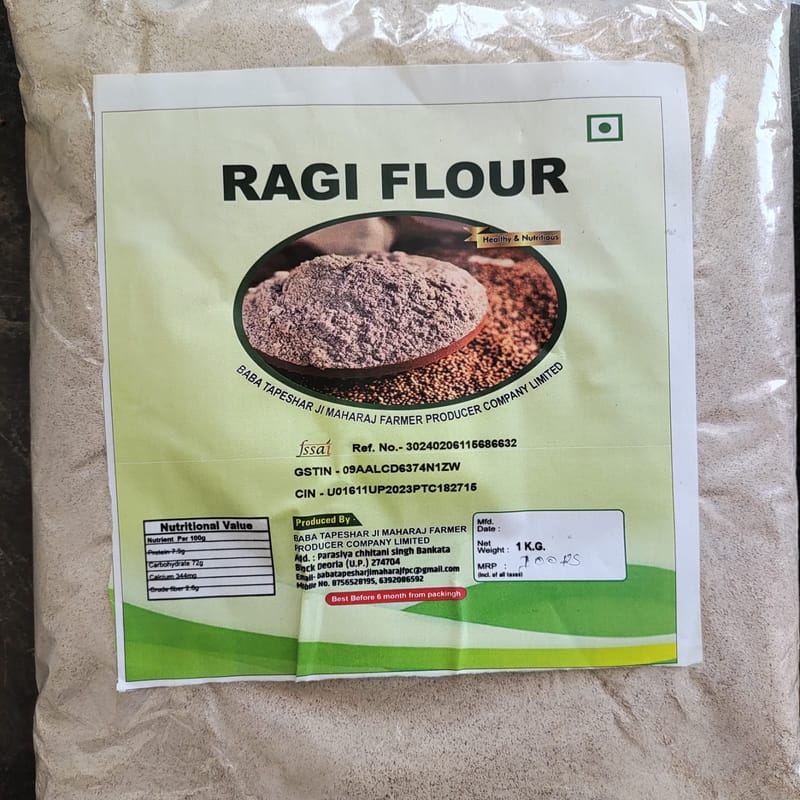 RAGI FLOUR
Healthy & Nutritious
BABA TAPESHAR JI MAHARAJ FARMER PRODUCER COMPANY LIMITED
fssai Ref. No.- 30240206115686632
GSTIN - 09AALCD6374N1ZW
CIN - U01611UP2023PTC182715
Nutritional Value
Nutrient Per 100g
Protein 7.3g
Carbohydrate 72g
Calcium 344mg
Crude fiber 3.6g
Produced By -
BABA TAPESHAR JI MAHARAJ FARMER
PRODUCER COMPANY LIMITED
Add. : Parasiya chhitani singh Bankata
Block Deoria (U.P.) 274704
Email- babatapesharjimaharajfpc@gmail.com
Mobile No. 8756528195, 6392086592
Best Before 6 month from packingh
Mfd.
Date :
Net
Weight : 1 K.G.
MRP :
(Incl. of all taxes)